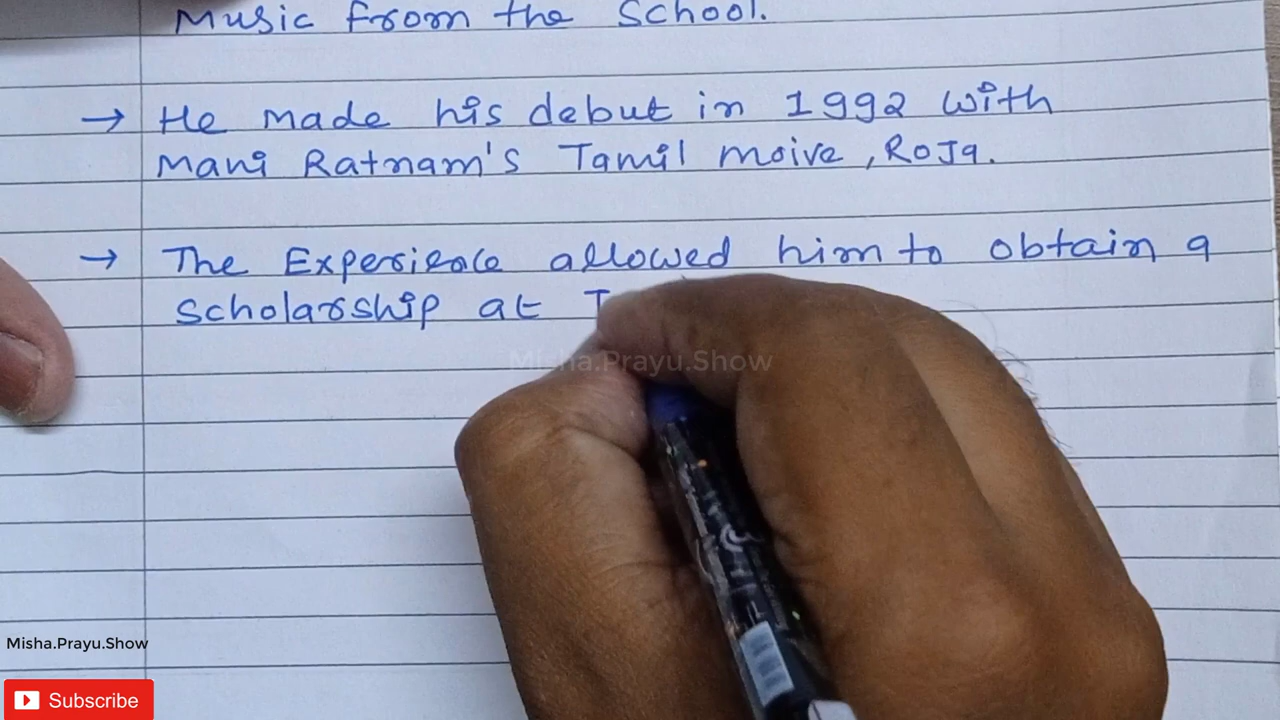 Music from the School.
→ He made his debut in 1992 with
Mani Ratnam's Tamil moive, Roja.
→ The Experience allowed him to obtain a
Scholarship at T
Misha.Prayu.Show
Misha.Prayu.Show
Subscribe